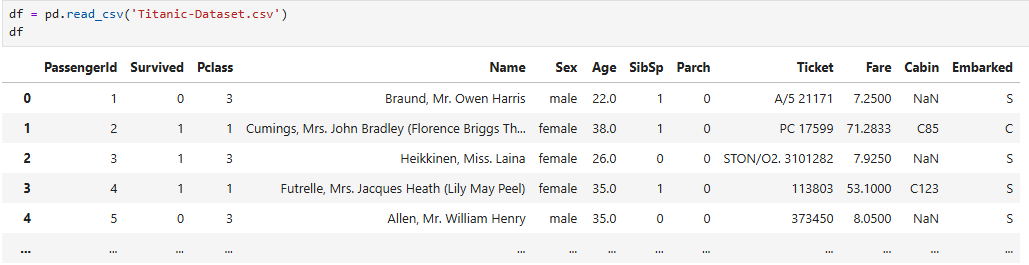 df = pd.read_csv('Titanic-Dataset.csv')
df
PassengerId Survived Pclass Name Sex Age SibSp Parch Ticket Fare Cabin Embarked
0 1 0 3 Braund, Mr. Owen Harris male 22.0 1 0 A/5 21171 7.2500 NaN S
1 2 1 1 Cumings, Mrs. John Bradley (Florence Briggs Th... female 38.0 1 0 PC 17599 71.2833 C85 C
2 3 1 3 Heikkinen, Miss. Laina female 26.0 0 0 STON/O2. 3101282 7.9250 NaN S
3 4 1 1 Futrelle, Mrs. Jacques Heath (Lily May Peel) female 35.0 1 0 113803 53.1000 C123 S
4 5 0 3 Allen, Mr. William Henry male 35.0 0 0 373450 8.0500 NaN S
... ... ... ... ... ... ... ... ... ... ... ... ...